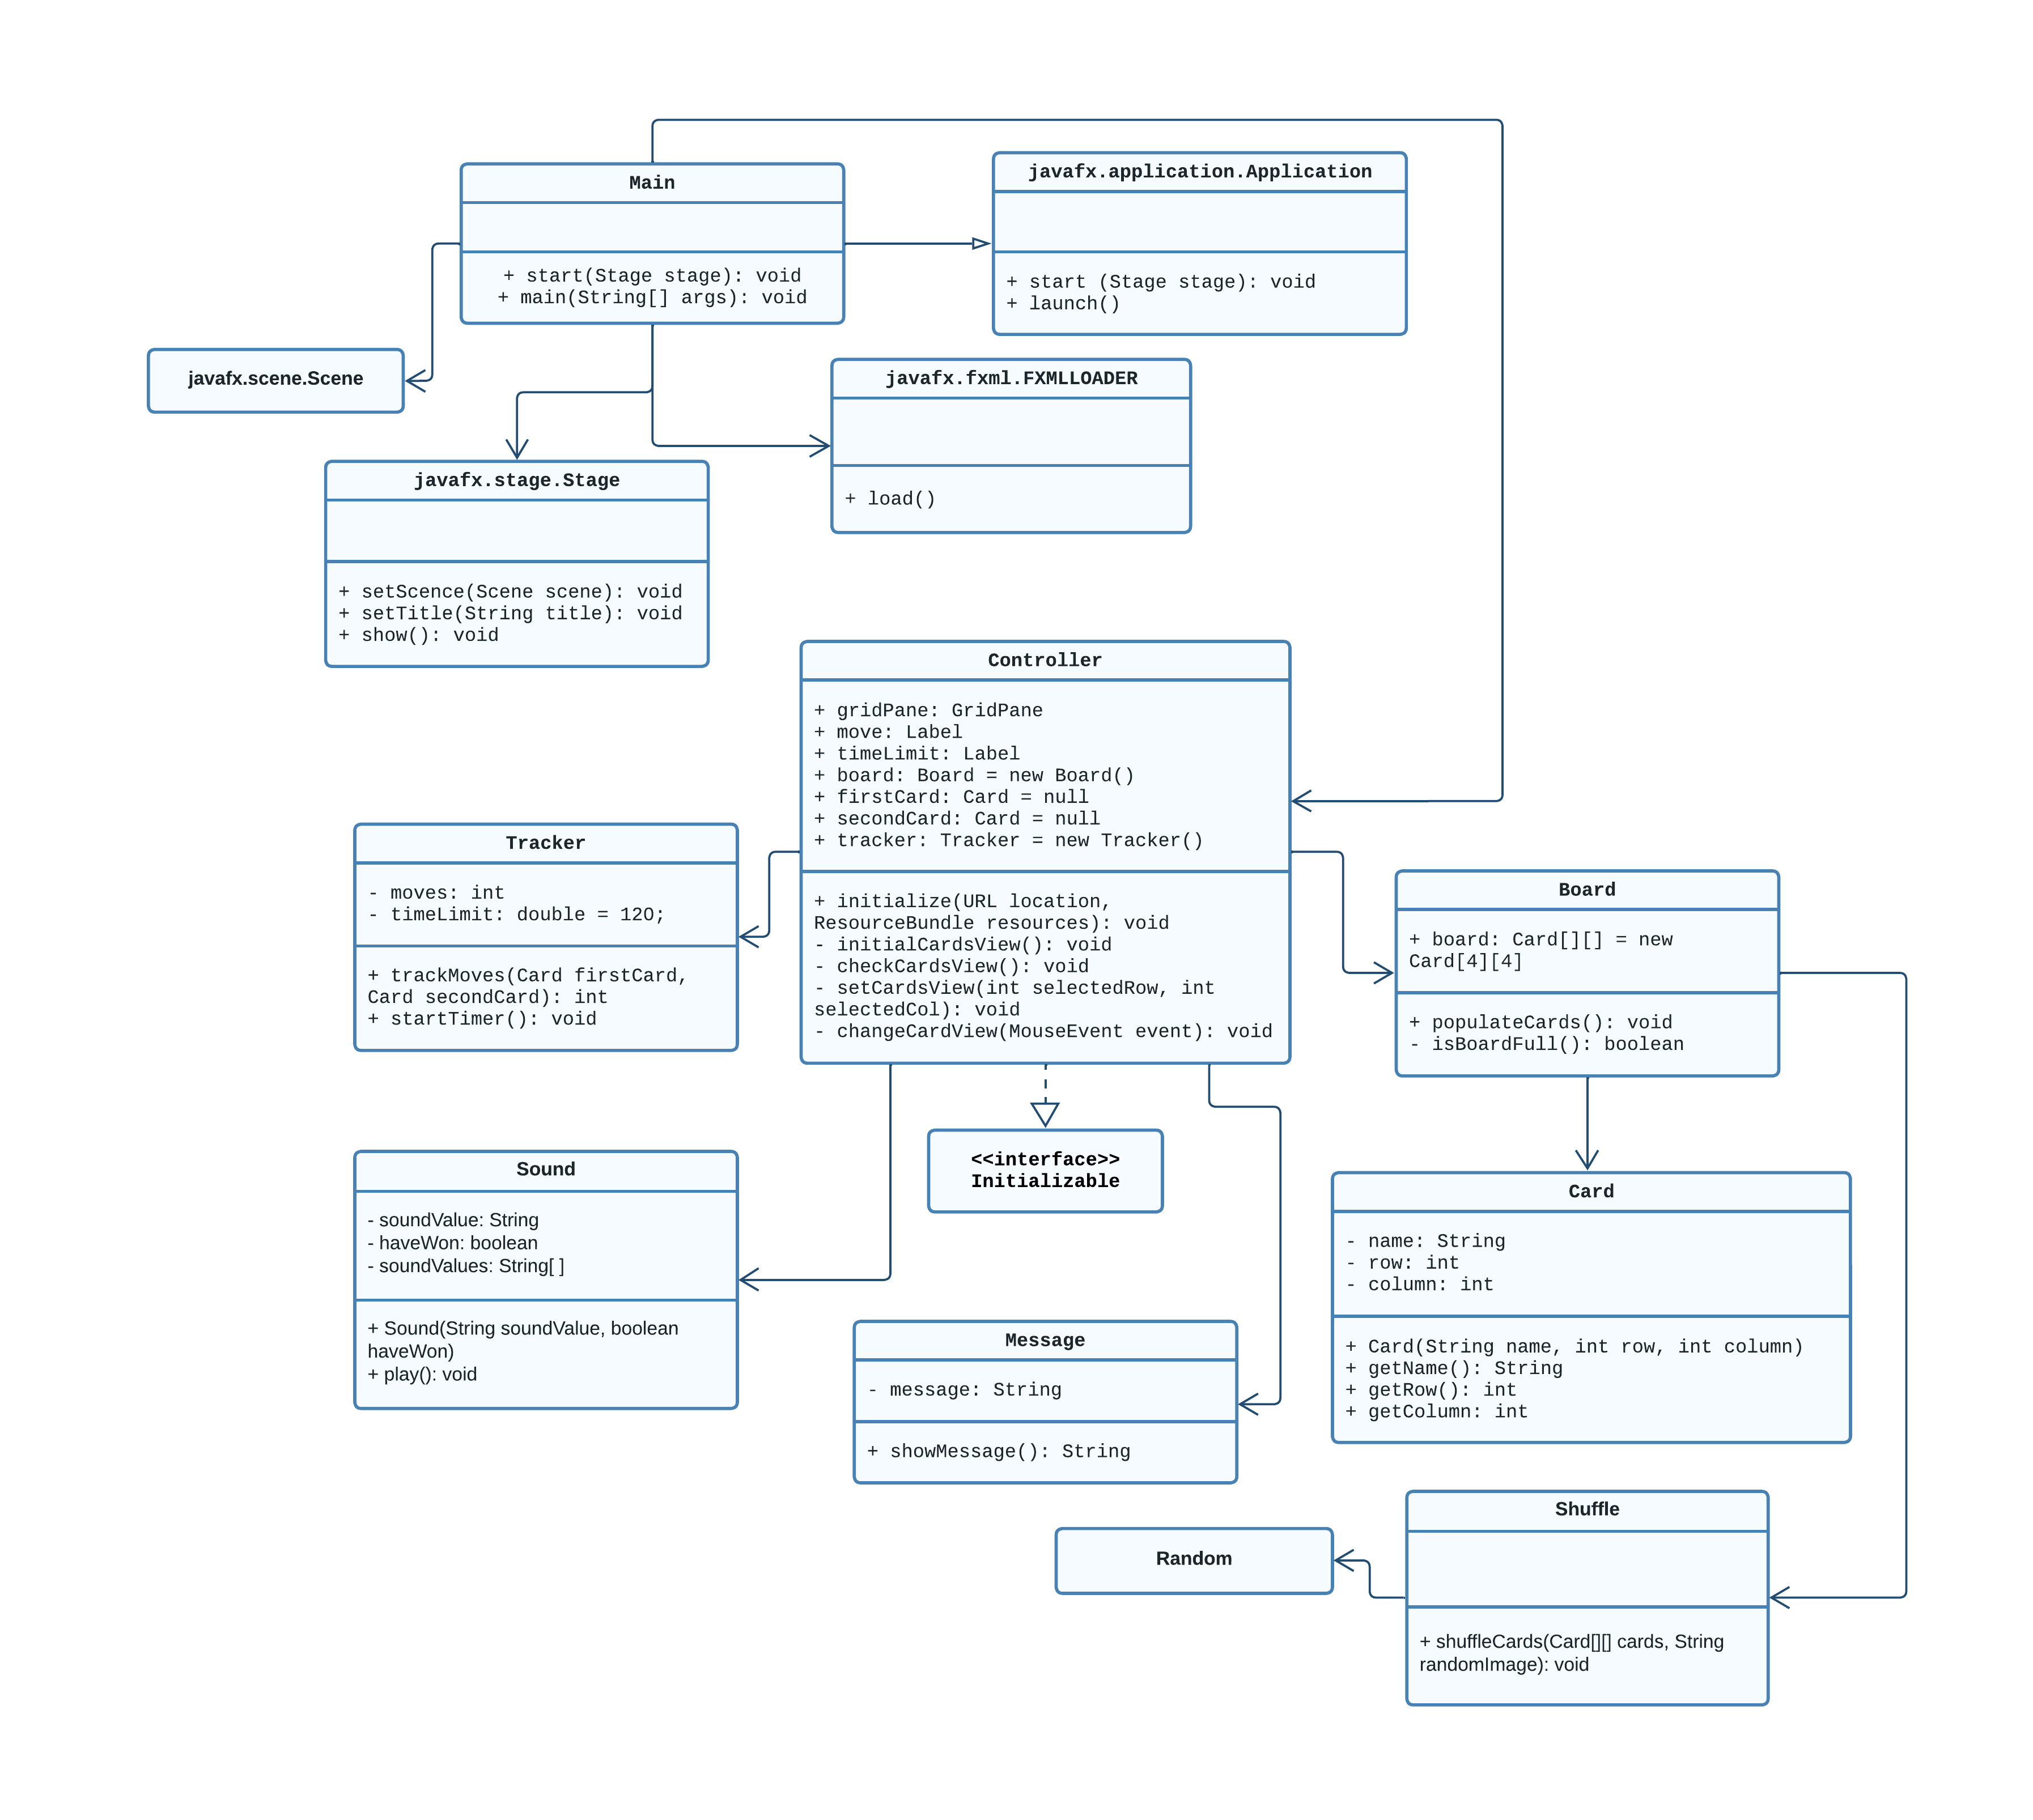 Main
+ start(Stage stage): void
+ main(String[] args): void
javafx.application.Application
+ start (Stage stage): void
+ launch()
javafx.scene.Scene
javafx.fxml.FXMLLOADER
+ load()
javafx.stage.Stage
+ setScence(Scene scene): void
+ setTitle(String title): void
+ show(): void
Controller
+ gridPane: GridPane
+ move: Label
+ timeLimit: Label
+ board: Board = new Board()
+ firstCard: Card = null
+ secondCard: Card = null
+ tracker: Tracker = new Tracker()
+ initialize(URL location,
ResourceBundle resources): void
- initialCardsView(): void
- checkCardsView(): void
- setCardsView(int selectedRow, int
selectedCol): void
- changeCardView(MouseEvent event): void
Tracker
- moves: int
- timeLimit: double = 12O;
+ trackMoves(Card firstCard,
Card secondCard): int
+ startTimer(): void
Board
+ board: Card[][] = new
Card[4][4]
+ populateCards(): void
- isBoardFull(): boolean
<<interface>>
Initializable
Sound
- soundValue: String
- haveWon: boolean
- soundValues: String[ ]
+ Sound(String soundValue, boolean
haveWon)
+ play(): void
Card
- name: String
- row: int
- column: int
+ Card(String name, int row, int column)
+ getName(): String
+ getRow(): int
+ getColumn: int
Message
- message: String
+ showMessage(): String
Random
Shuffle
+ shuffleCards(Card[][] cards, String
randomImage): void